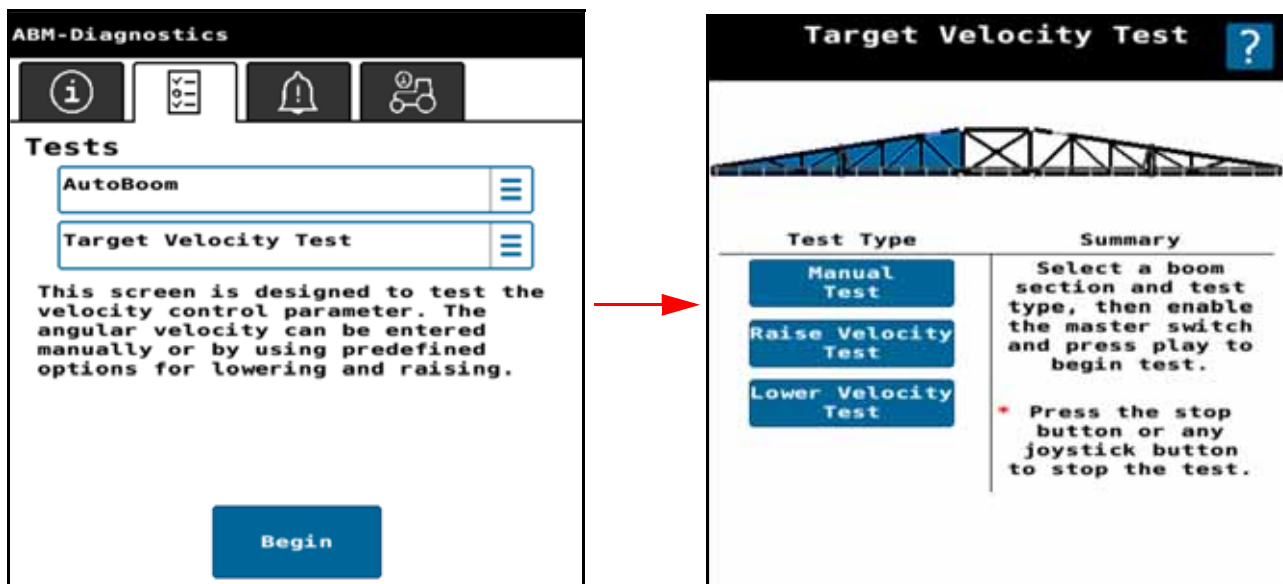 ABM-Diagnostics
Tests
AutoBoom
Target Velocity Test
This screen is designed to test the
velocity control parameter. The
angular velocity can be entered
manually or by using predefined
options for lowering and raising.
Begin
Target Velocity Test
?
Test Type
Manual
Test
Raise Velocity
Test
Lower Velocity
Test
Summary
Select a boom
section and test
type, then enable
the master switch
and press play to
begin test.
* Press the stop
button or any
joystick button
to stop the test.